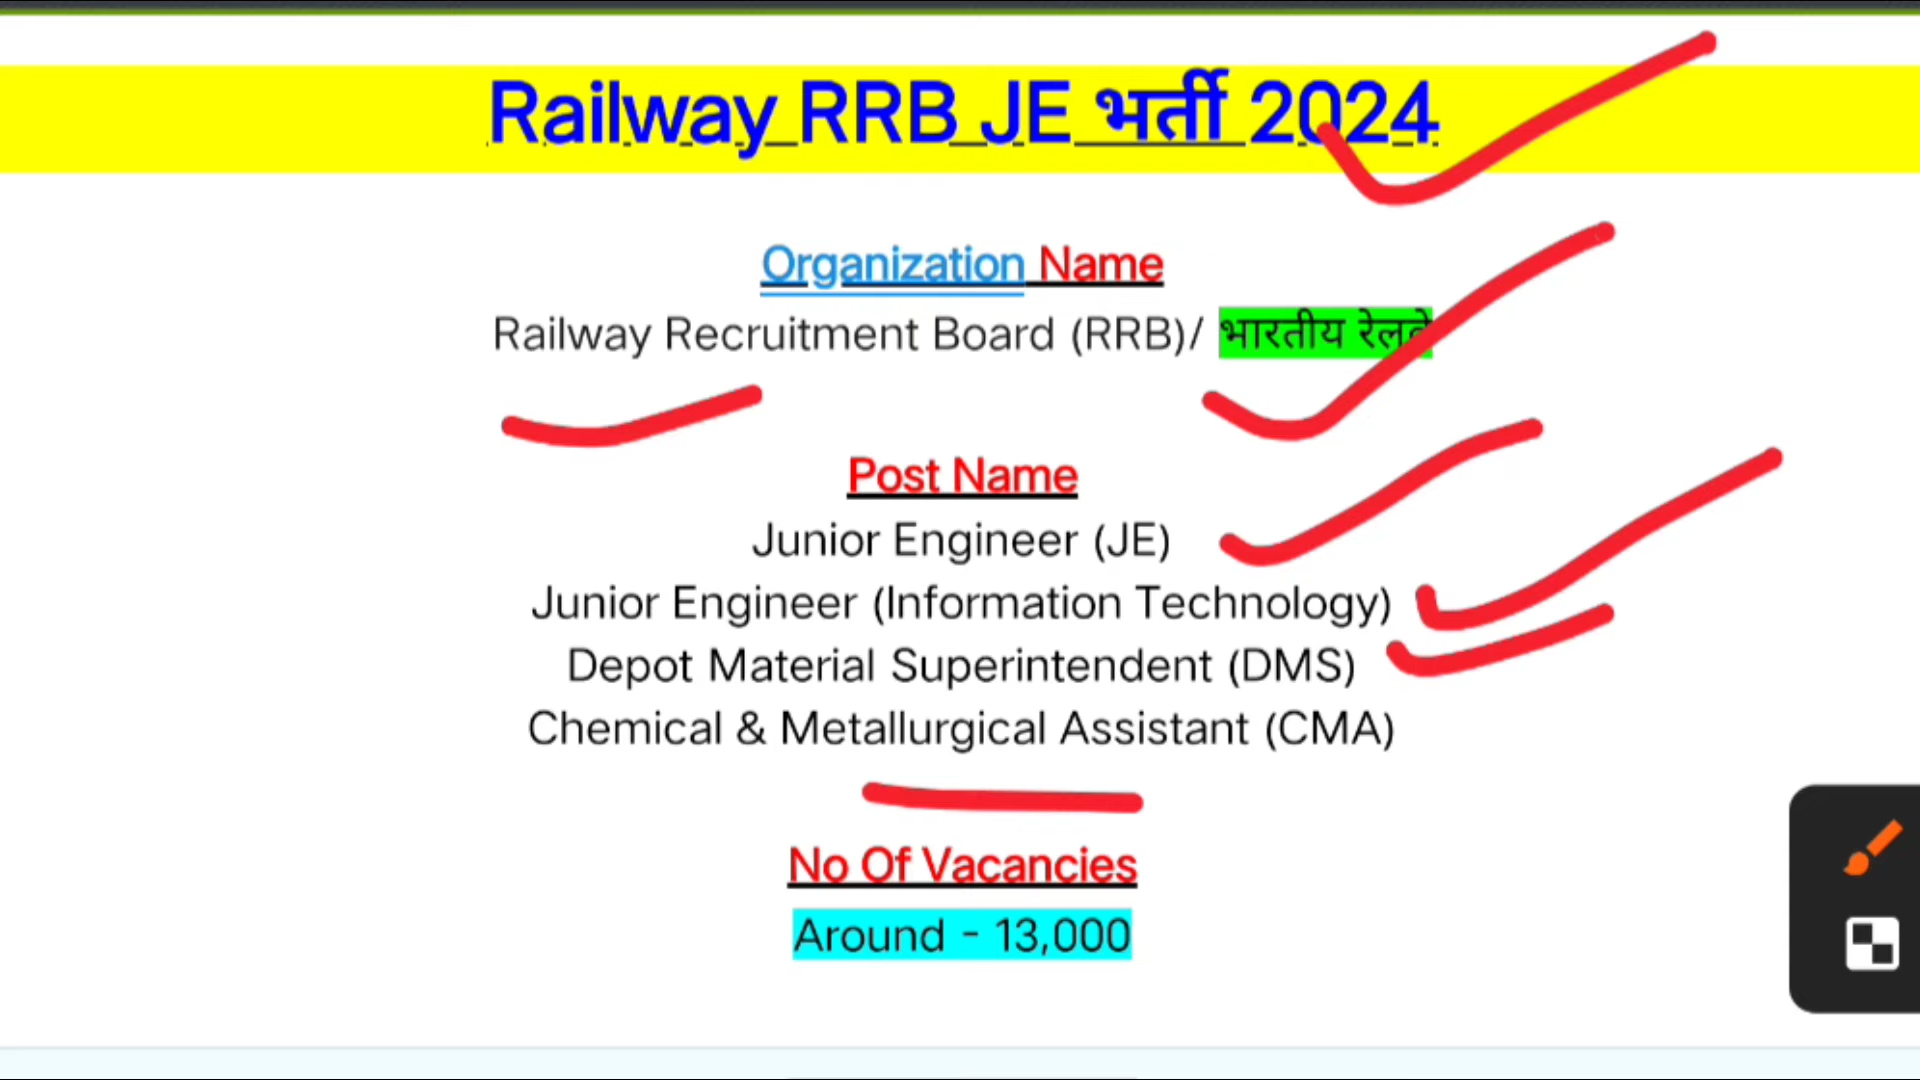 Railway RRB JE भर्ती 2024
Organization Name
Railway Recruitment Board (RRB)/ भारतीय रेलवे
Post Name
Junior Engineer (JE)
Junior Engineer (Information Technology)
Depot Material Superintendent (DMS)
Chemical & Metallurgical Assistant (CMA)
No Of Vacancies
Around - 13,000